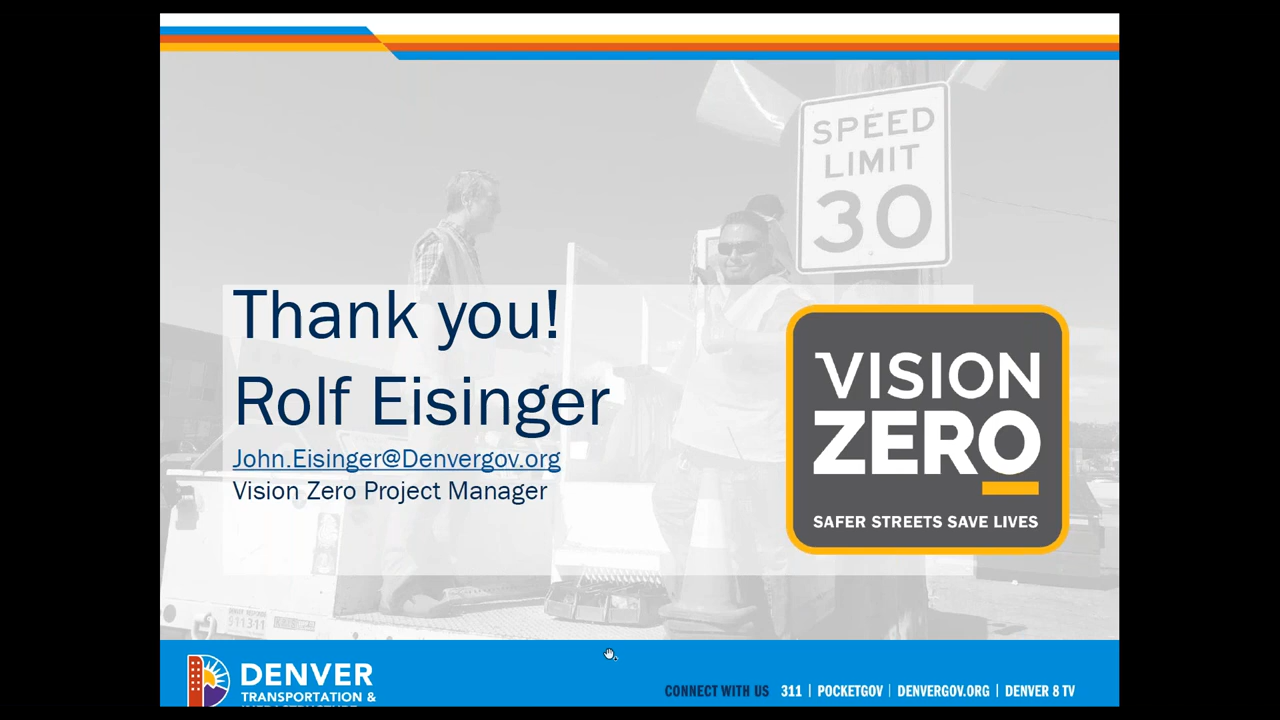 SPEED
LIMIT
30
Thank you!
Rolf Eisinger
John.Eisinger@Denvergov.org
Vision Zero Project Manager
VISION
ZERO
SAFER STREETS SAVE LIVES
DENVER
TRANSPORTATION &
CONNECT WITH US 311 | POCKETGOV | DENVERGOV.ORG | DENVER 8 TV